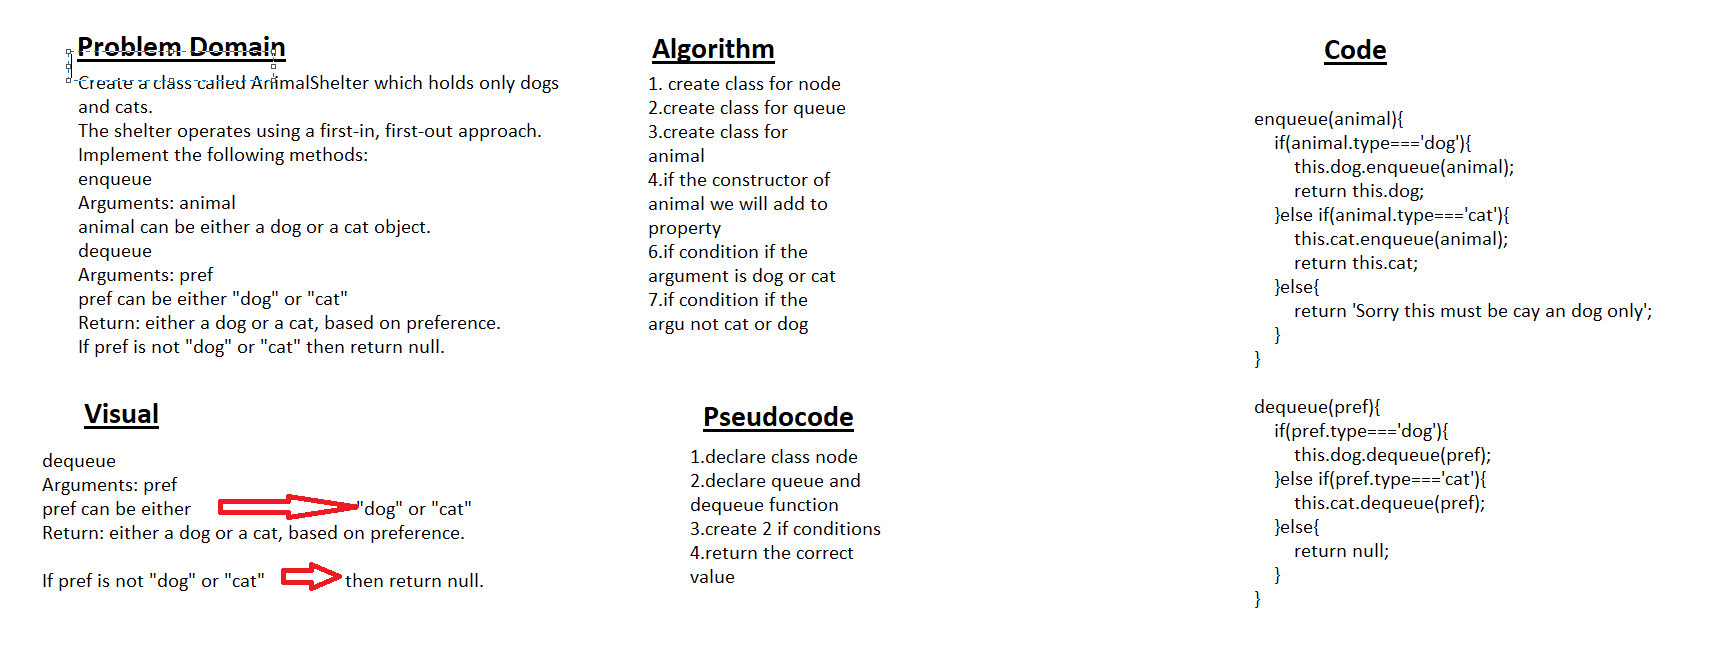 Problem Domain
Create a class called AnimalShelter which holds only dogs
and cats.
The shelter operates using a first-in, first-out approach.
Implement the following methods:
enqueue
Arguments: animal
animal can be either a dog or a cat object.
dequeue
Arguments: pref
pref can be either "dog" or "cat"
Return: either a dog or a cat, based on preference.
If pref is not "dog" or "cat" then return null.
Visual
dequeue
Arguments: pref
pref can be either "dog" or "cat"
Return: either a dog or a cat, based on preference.
If pref is not "dog" or "cat" then return null.
Algorithm
1. create class for node
2.create class for queue
3.create class for
animal
4.if the constructor of
animal we will add to
property
6.if condition if the
argument is dog or cat
7.if condition if the
argu not cat or dog
Pseudocode
1.declare class node
2.declare queue and
dequeue function
3.create 2 if conditions
4.return the correct
value
Code
enqueue(animal){
if(animal.type==='dog'){
this.dog.enqueue(animal);
return this.dog;
}else if(animal.type==='cat'){
this.cat.enqueue(animal);
return this.cat;
}else{
return 'Sorry this must be cay an dog only';
}
}
dequeue(pref){
if(pref.type==='dog'){
this.dog.dequeue(pref);
}else if(pref.type==='cat'){
this.cat.dequeue(pref);
}else{
return null;
}
}